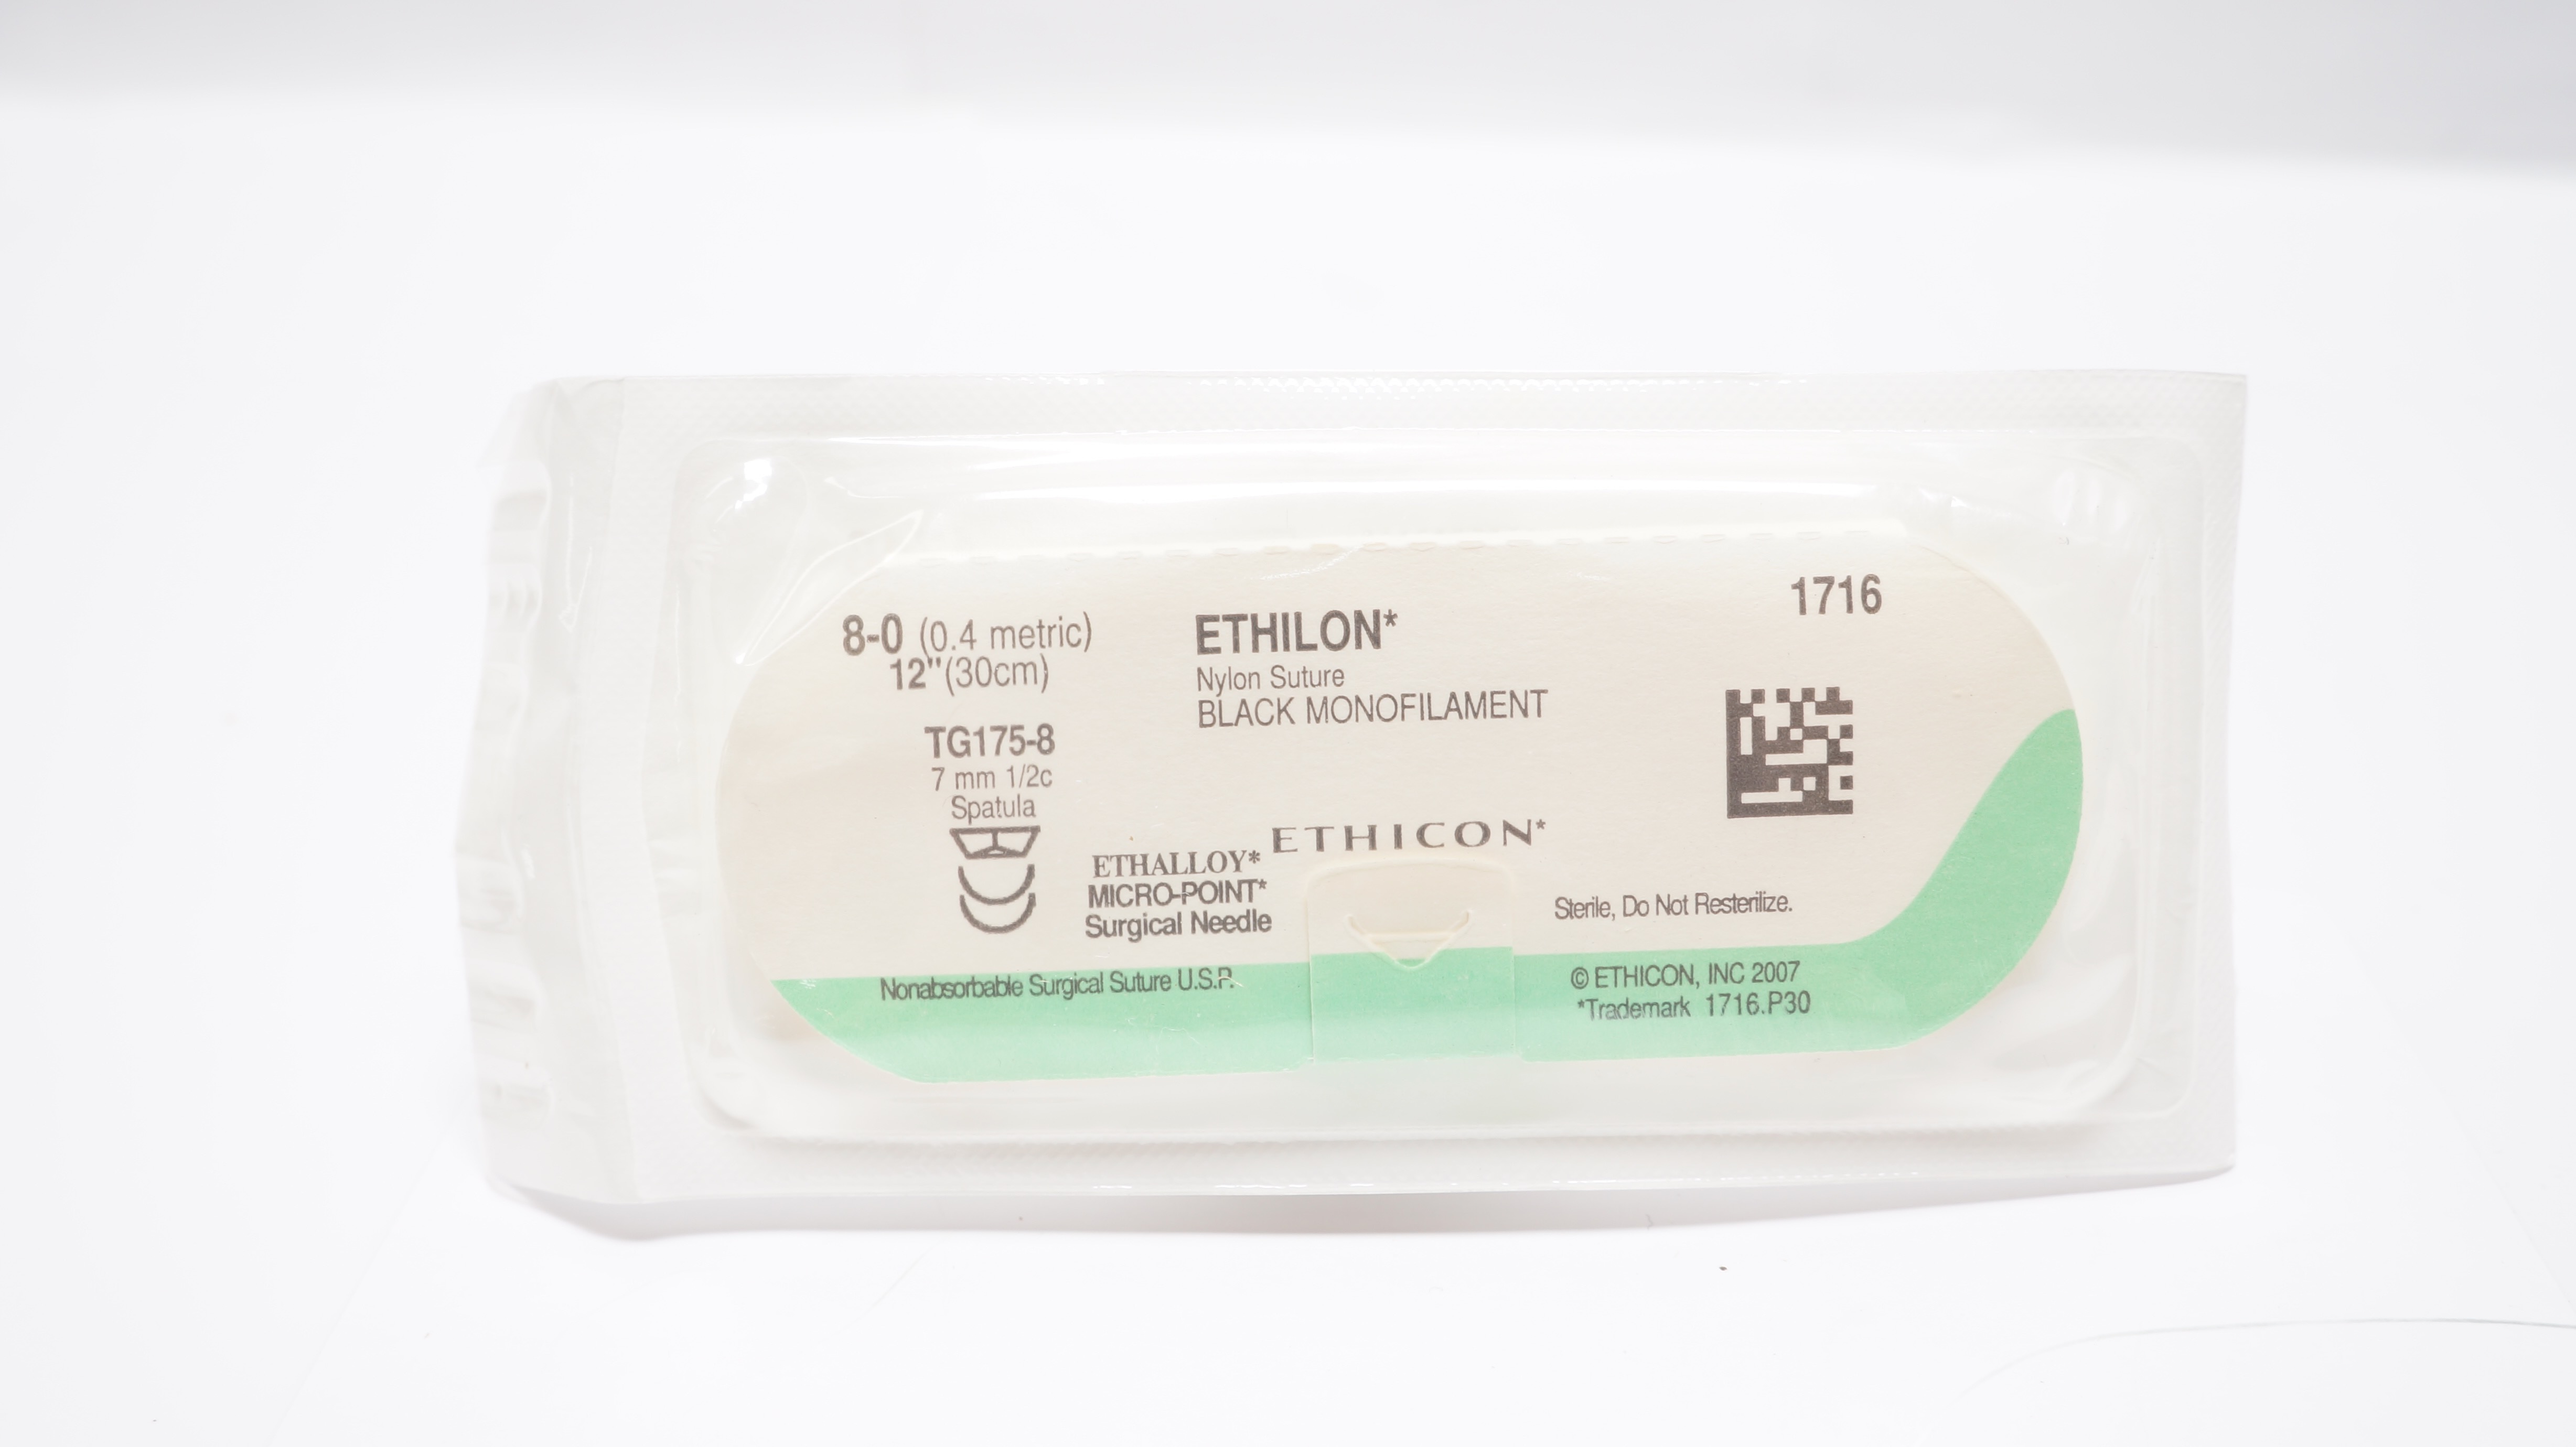 1716
8-0 (0.4 metric)
12"(30cm)
ETHILON*
Nylon Suture
BLACK MONOFILAMENT
TG175-8
7 mm 1/2c
Spatula
ETHICON*
ETHALLOY*
MICRO-POINT*
Surgical Needle
Sterile, Do Not Resterilize.
Nonabsorbable Surgical Suture U.S.P.
© ETHICON, INC 2007
*Trademark 1716.P30